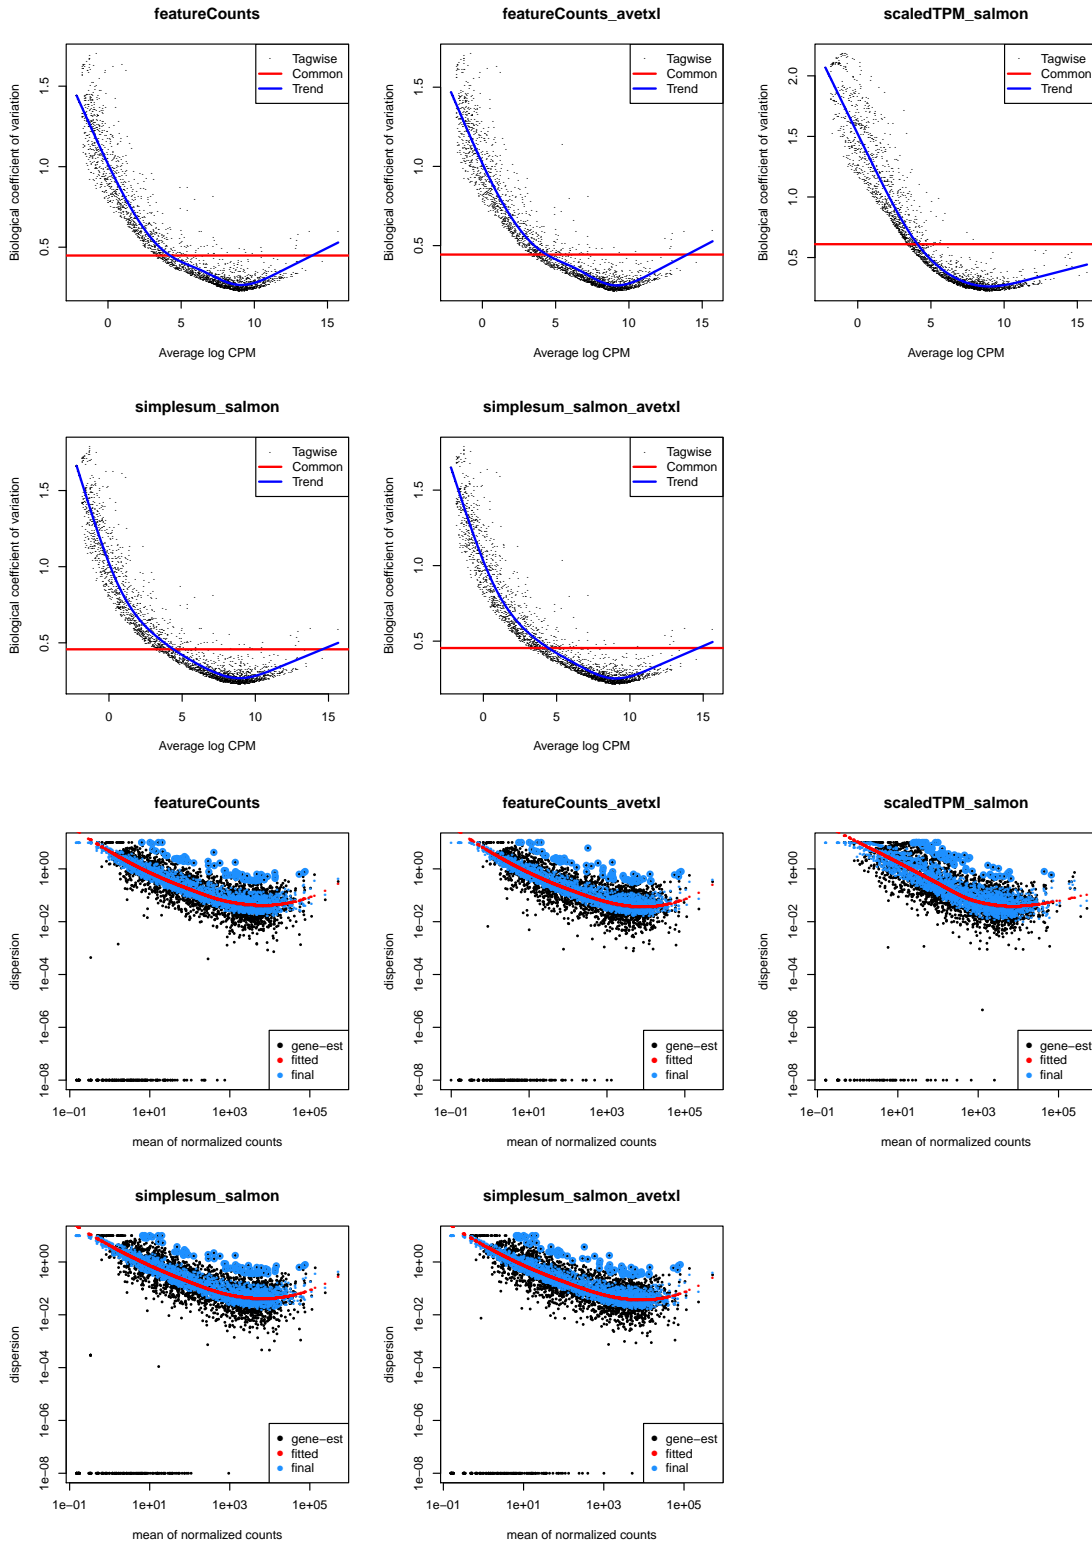 featureCounts
Biological coefficient of variation
0.5 1.0 1.5
Tagwise
Common
Trend
0 5 10 15
Average log CPM
featureCounts_avetxl
Biological coefficient of variation
0.5 1.0 1.5
Tagwise
Common
Trend
0 5 10 15
Average log CPM
scaledTPM_salmon
Biological coefficient of variation
0.5 1.0 1.5 2.0
Tagwise
Common
Trend
0 5 10 15
Average log CPM
simplesum_salmon
Biological coefficient of variation
0.5 1.0 1.5
Tagwise
Common
Trend
0 5 10 15
Average log CPM
simplesum_salmon_avetxl
Biological coefficient of variation
0.5 1.0 1.5
Tagwise
Common
Trend
0 5 10 15
Average log CPM
featureCounts
dispersion
1e−08 1e−06 1e−04 1e−02 1e+00
gene−est
fitted
final
1e−01 1e+01 1e+03 1e+05
mean of normalized counts
featureCounts_avetxl
dispersion
1e−08 1e−06 1e−04 1e−02 1e+00
gene−est
fitted
final
1e−01 1e+01 1e+03 1e+05
mean of normalized counts
scaledTPM_salmon
dispersion
1e−08 1e−06 1e−04 1e−02 1e+00
gene−est
fitted
final
1e−01 1e+01 1e+03 1e+05
mean of normalized counts
simplesum_salmon
dispersion
1e−08 1e−06 1e−04 1e−02 1e+00
gene−est
fitted
final
1e−01 1e+01 1e+03 1e+05
mean of normalized counts
simplesum_salmon_avetxl
dispersion
1e−08 1e−06 1e−04 1e−02 1e+00
gene−est
fitted
final
1e−01 1e+01 1e+03 1e+05
mean of normalized counts